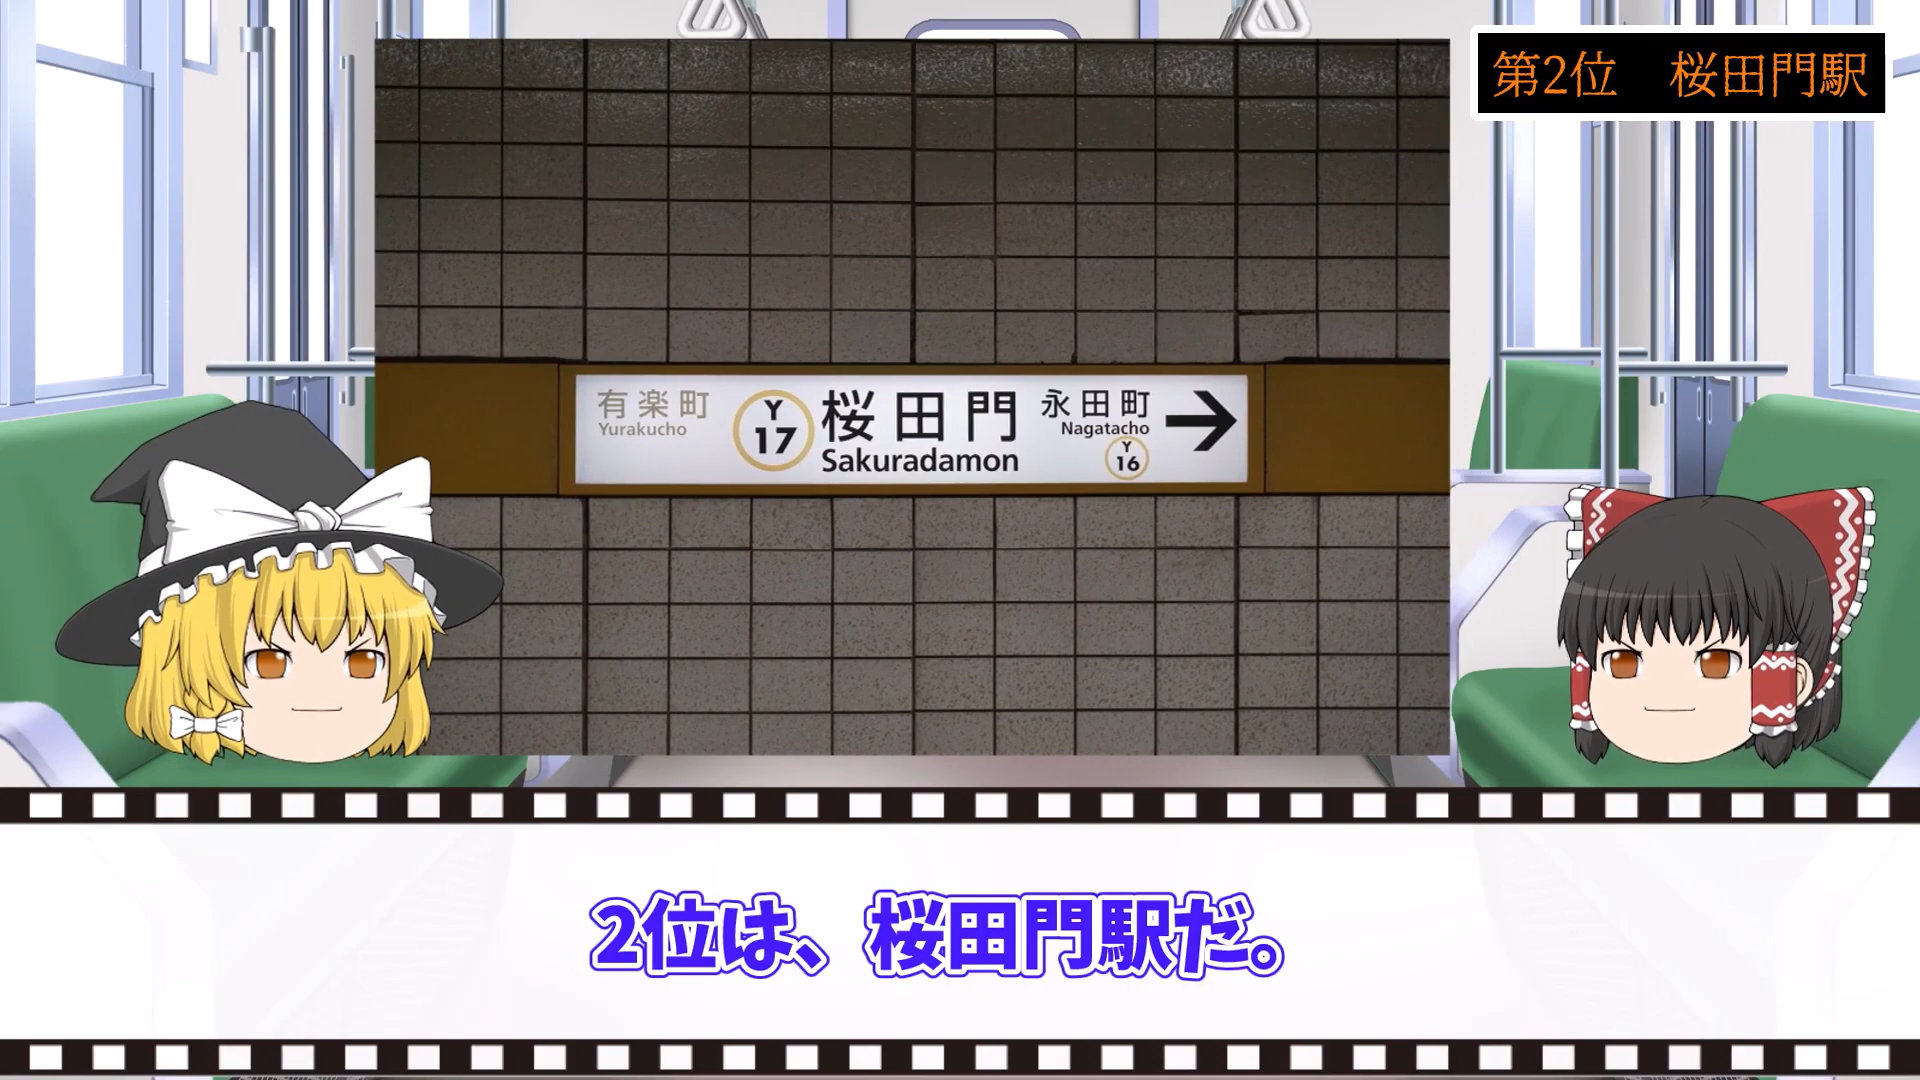 第2位　桜田門駅
有楽町
Yurakucho
Y
17
桜田門
Sakuradamon
永田町
Nagatacho
Y
16
2位は、桜田門駅だ。